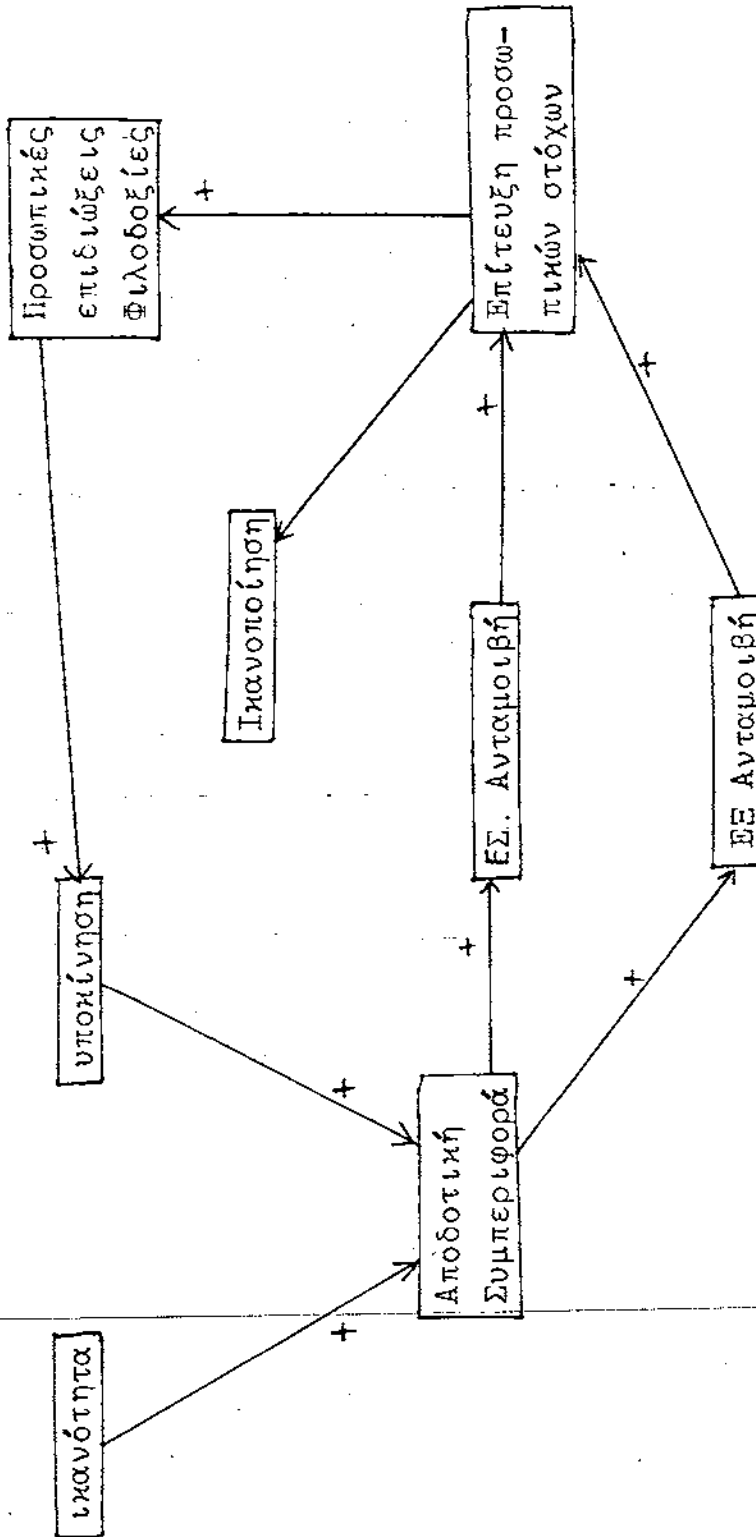 ικανότητα
+
υποκίνηση
+
Προσωπικές
επιδιώξεις
Φιλοδοξίες
+
Ικανοποίηση
+
Αποδοτική
Συμπεριφορά
+
ΕΣ. Ανταμοιβή
+
Επίτευξη προσω-
πικών στόχων
+
ΕΞ Ανταμοιβή
+